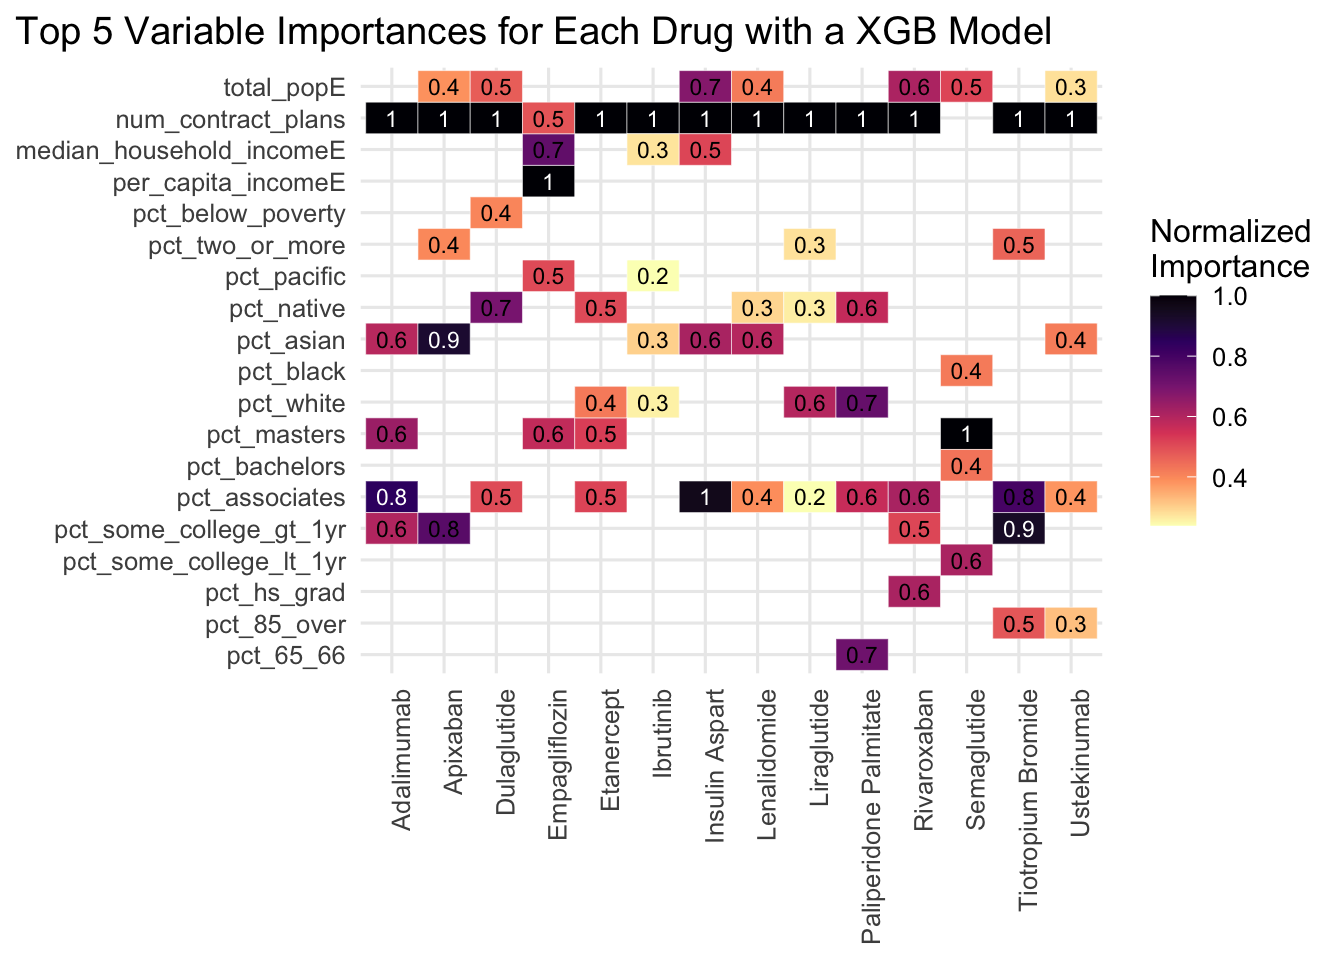 Top 5 Variable Importances for Each Drug with a XGB Model
total_popE 0.4 0.5 0.7 0.4 0.6 0.5 0.3
num_contract_plans 1 1 1 0.5 1 1 1 1 1 1 1 1 1
median_household_incomeE 0.7 0.3 0.5
per_capita_incomeE 1
pct_below_poverty 0.4
pct_two_or_more 0.4 0.3 0.5
pct_pacific 0.5 0.2
pct_native 0.7 0.5 0.3 0.3 0.6
pct_asian 0.6 0.9 0.3 0.6 0.6 0.4
pct_black 0.4
pct_white 0.4 0.3 0.6 0.7
pct_masters 0.6 0.6 0.5 1
pct_bachelors 0.4
pct_associates 0.8 0.5 0.5 1 0.4 0.2 0.6 0.6 0.8 0.4
pct_some_college_gt_1yr 0.6 0.8 0.5 0.9
pct_some_college_lt_1yr 0.6
pct_hs_grad 0.6
pct_85_over 0.5 0.3
pct_65_66 0.7
Adalimumab
Apixaban
Dulaglutide
Empagliflozin
Etanercept
Ibrutinib
Insulin Aspart
Lenalidomide
Liraglutide
Paliperidone Palmitate
Rivaroxaban
Semaglutide
Tiotropium Bromide
Ustekinumab
Normalized
Importance
1.0
0.8
0.6
0.4